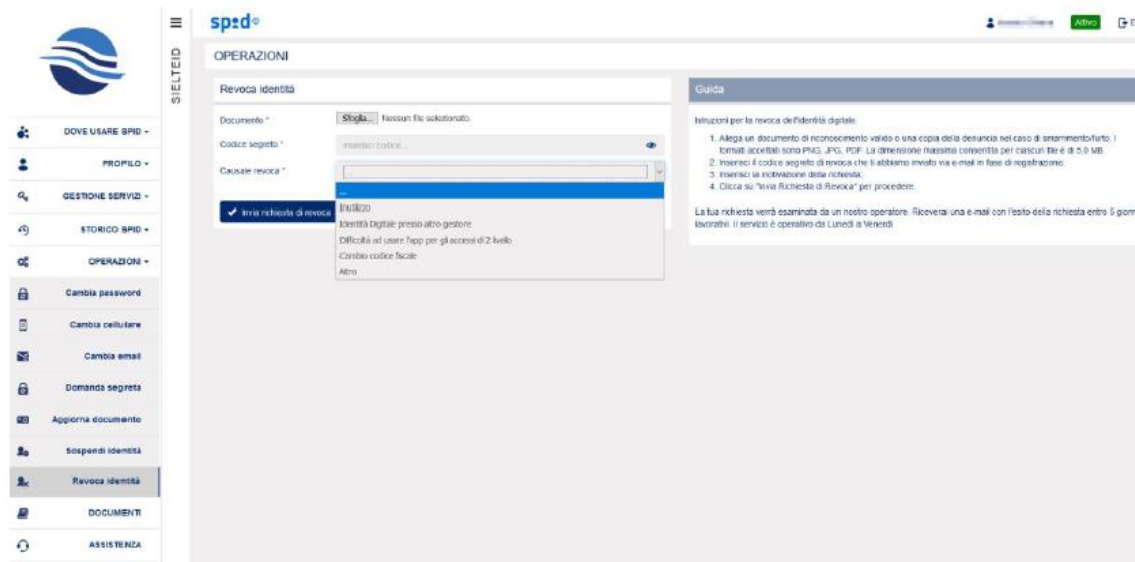 spid
Attivo
SIELTEID
OPERAZIONI
Revoca identità
Documento *
Sfoglia... Nessun file selezionato.
Codice segreto *
Inserisci codice...
Causale revoca *
...
...
Inutilizzo
Identità Digitale presso altro gestore
Difficoltà ad usare l'app per gli accessi di 2 livello
Cambio codice fiscale
Altro
Invia richiesta di revoca
Guida
Istruzioni per la revoca dell'identità digitale:
1. Allega un documento di riconoscimento valido o una copia della denuncia nel caso di smarrimento/furto. I
formati accettati sono PNG, JPG, PDF. La dimensione massima consentita per ciascun file è di 5.0 MB.
2. Inserisci il codice segreto di revoca che ti abbiamo inviato via e-mail in fase di registrazione;
3. Inserisci la motivazione della richiesta;
4. Clicca su "Invia Richiesta di Revoca" per procedere.
La tua richiesta verrà esaminata da un nostro operatore. Riceverai una e-mail con l'esito della richiesta entro 5 giorn
lavorativi. Il servizio è operativo da Lunedì a Venerdì
DOVE USARE SPID
PROFILO
GESTIONE SERVIZI
STORICO SPID
OPERAZIONI
Cambia password
Cambia cellulare
Cambia email
Domanda segreta
Aggiorna documento
Sospendi identità
Revoca identità
DOCUMENTI
ASSISTENZA